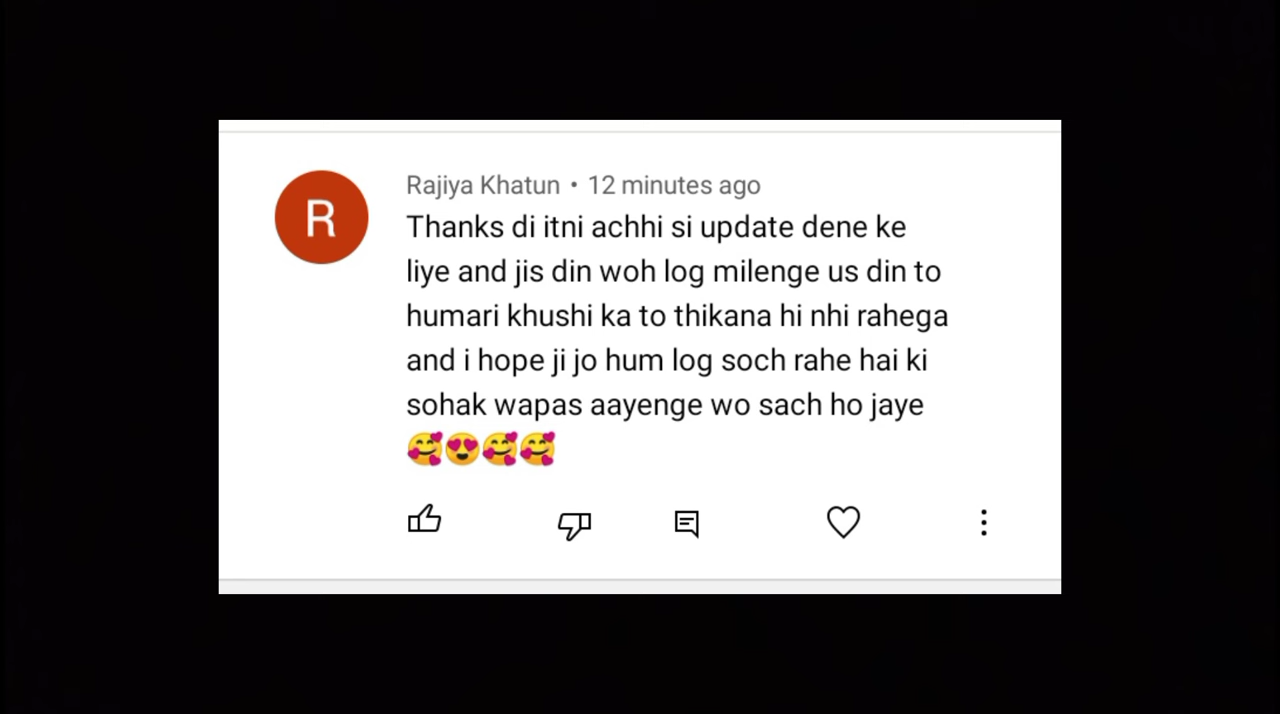 R
Rajiya Khatun • 12 minutes ago
Thanks di itni achhi si update dene ke
liye and jis din woh log milenge us din to
humari khushi ka to thikana hi nhi rahega
and i hope ji jo hum log soch rahe hai ki
sohak wapas aayenge wo sach ho jaye
🥰😍🥰🥰